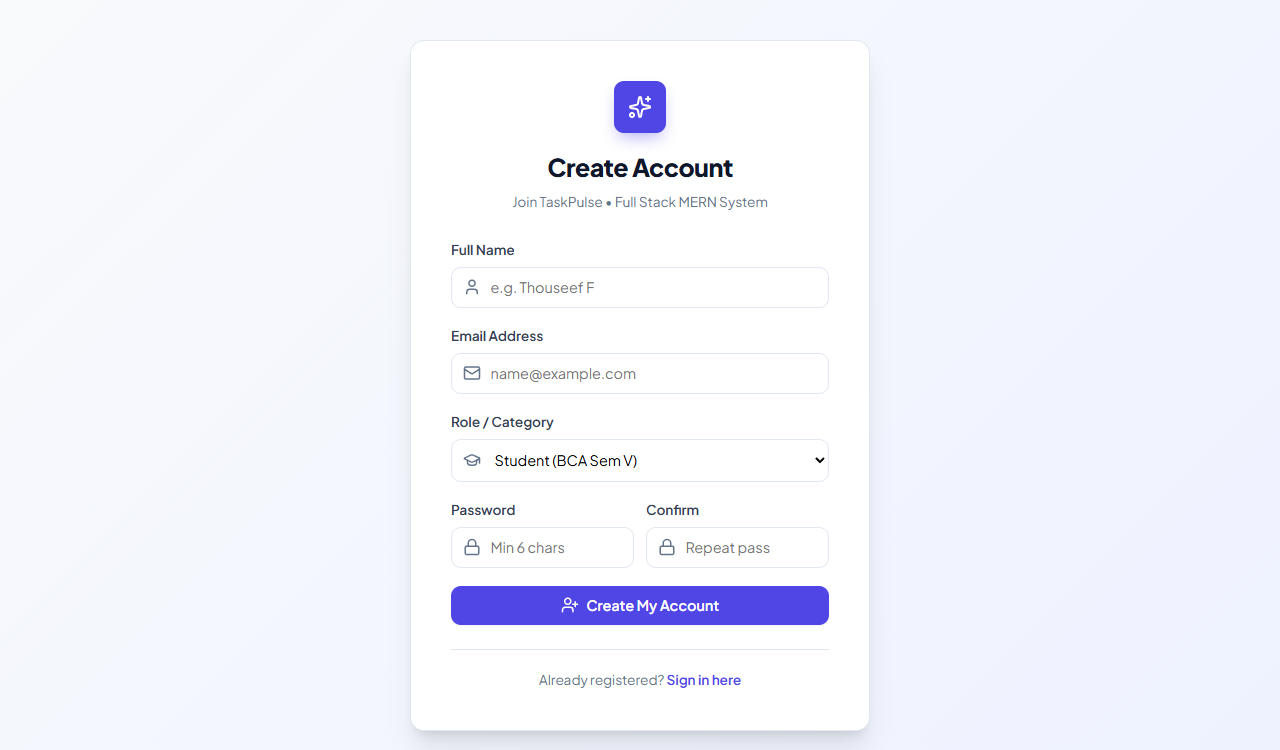 Create Account
Join TaskPulse • Full Stack MERN System
Full Name
e.g. Thouseef F
Email Address
name@example.com
Role / Category
Student (BCA Sem V)
Password Confirm
Min 6 chars Repeat pass
Create My Account
Already registered? Sign in here